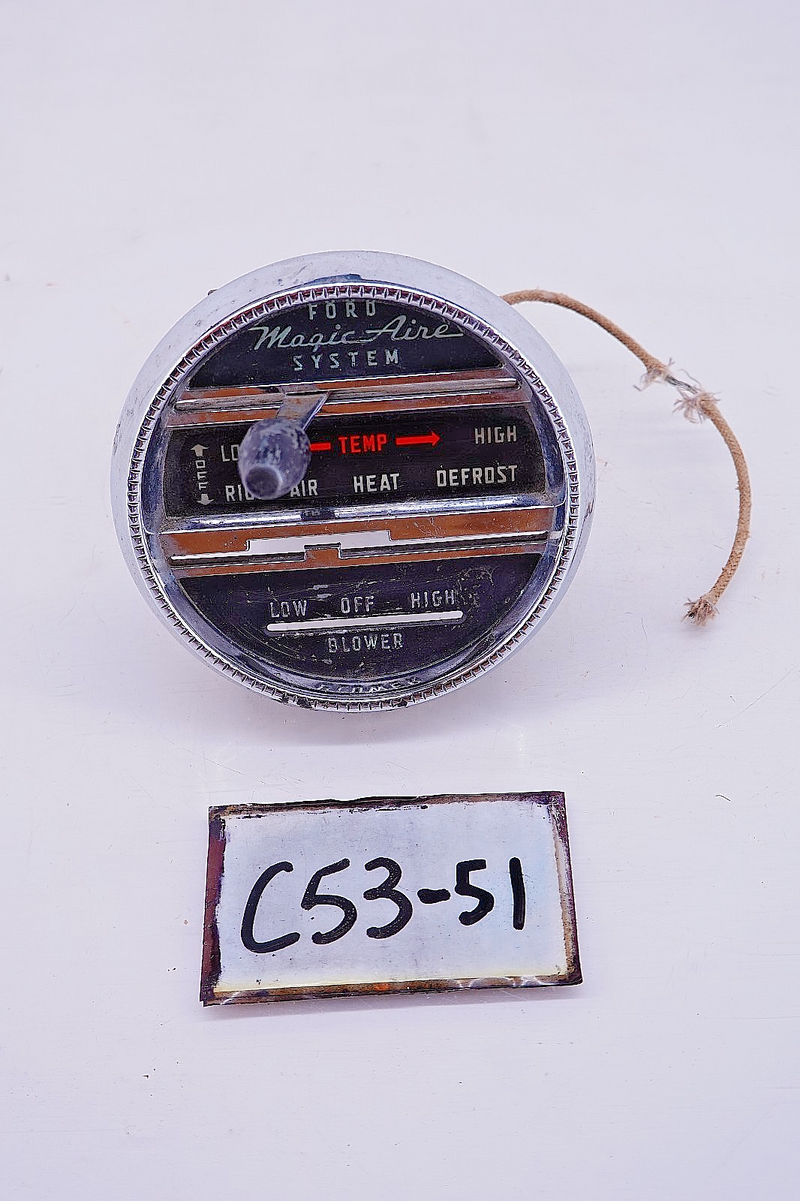 FORD
Magic-Aire
SYSTEM
TEMP HIGH
OFF
AIR HEAT DEFROST
LOW OFF HIGH
BLOWER
C53-51